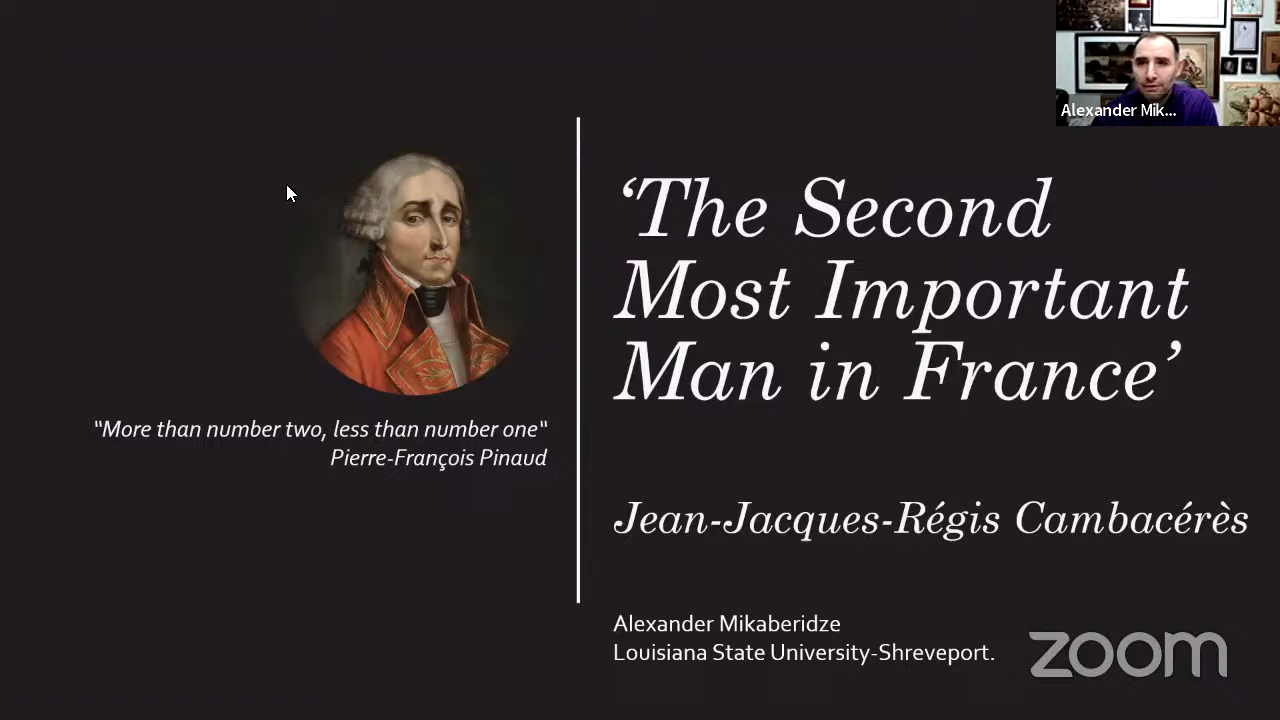 Alexander Mik...
‘The Second
Most Important
Man in France’
"More than number two, less than number one"
Pierre-François Pinaud
Jean-Jacques-Régis Cambacérès
Alexander Mikaberidze
Louisiana State University-Shreveport.
zoom